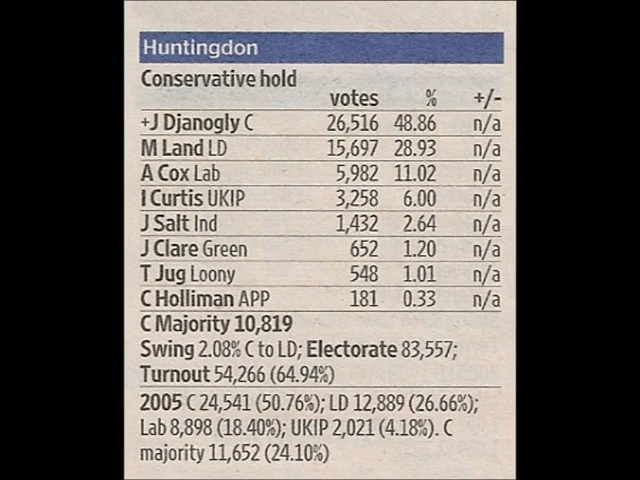 Huntingdon
Conservative hold
votes % +/-
+J Djanogly C 26,516 48.86 n/a
M Land LD 15,697 28.93 n/a
A Cox Lab 5,982 11.02 n/a
I Curtis UKIP 3,258 6.00 n/a
J Salt Ind 1,432 2.64 n/a
J Clare Green 652 1.20 n/a
T Jug Loony 548 1.01 n/a
C Holliman APP 181 0.33 n/a
C Majority 10,819
Swing 2.08% C to LD; Electorate 83,557;
Turnout 54,266 (64.94%)
2005 C 24,541 (50.76%); LD 12,889 (26.66%);
Lab 8,898 (18.40%); UKIP 2,021 (4.18%). C
majority 11,652 (24.10%)